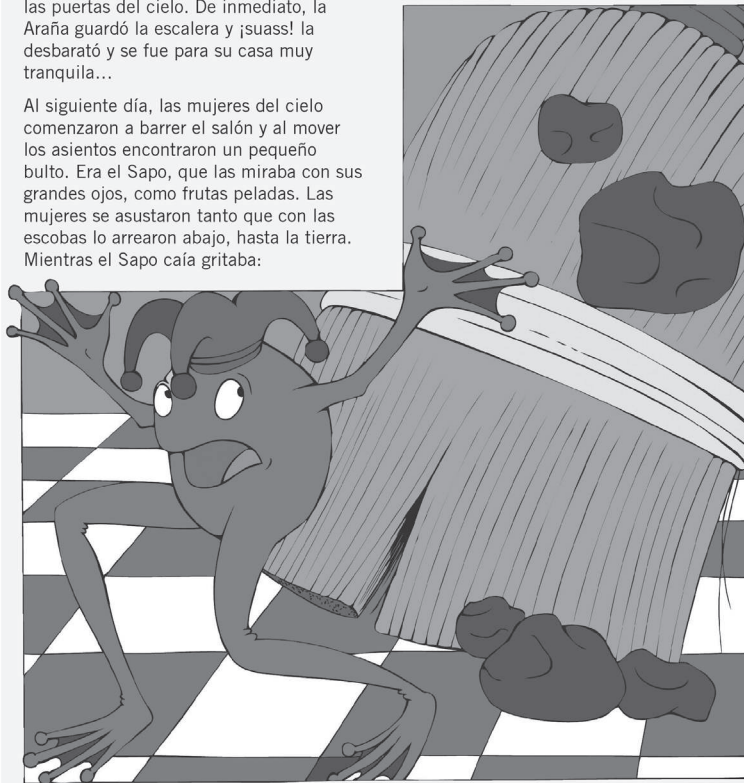 las puertas del cielo. De inmediato, la
Araña guardó la escalera y ¡suass! la
desbarató y se fue para su casa muy
tranquila...
Al siguiente día, las mujeres del cielo
comenzaron a barrer el salón y al mover
los asientos encontraron un pequeño
bulto. Era el Sapo, que las miraba con sus
grandes ojos, como frutas peladas. Las
mujeres se asustaron tanto que con las
escobas lo arrearon abajo, hasta la tierra.
Mientras el Sapo caía gritaba: